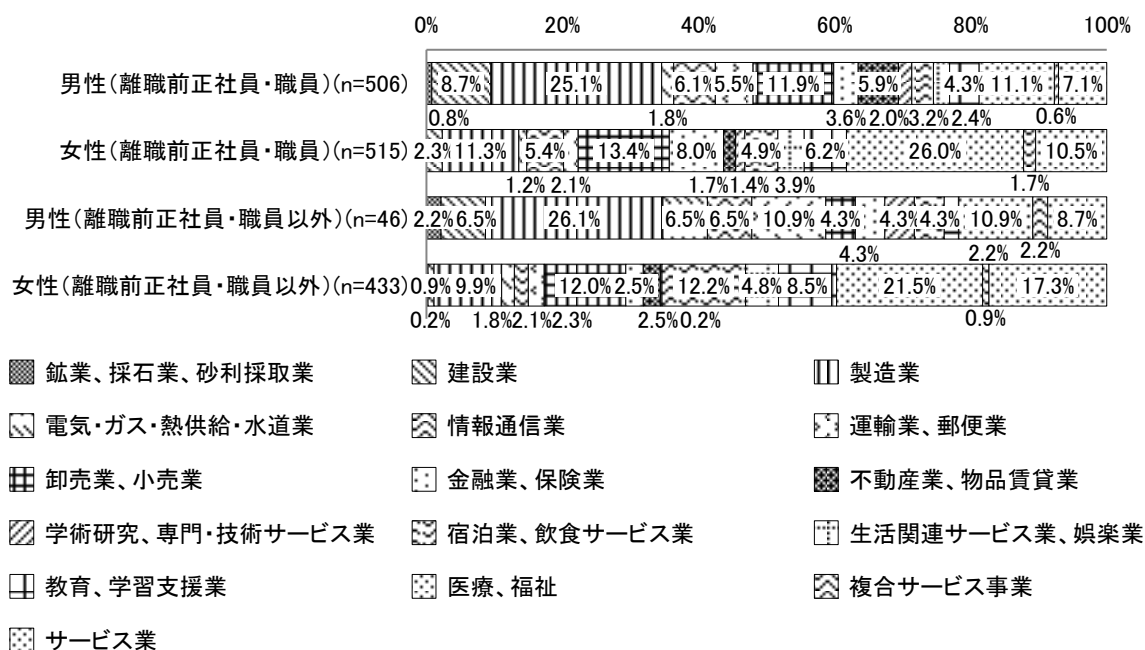 0% 20% 40% 60% 80% 100%
男性(離職前正社員・職員)(n=506) 8.7% 25.1% 6.1% 5.5% 11.9% 5.9% 4.3% 11.1% 7.1%
0.8% 1.8% 3.6% 2.0% 3.2% 2.4% 0.6%
女性(離職前正社員・職員)(n=515) 2.3% 11.3% 5.4% 13.4% 8.0% 4.9% 6.2% 26.0% 10.5%
1.2% 2.1% 1.7% 1.4% 3.9% 1.7%
男性(離職前正社員・職員以外)(n=46) 2.2% 6.5% 26.1% 6.5% 6.5% 10.9% 4.3% 4.3% 4.3% 10.9% 8.7%
4.3% 2.2% 2.2%
女性(離職前正社員・職員以外)(n=433) 0.9% 9.9% 12.0% 2.5% 12.2% 4.8% 8.5% 21.5% 17.3%
0.2% 1.8% 2.1% 2.3% 2.5% 0.2% 0.9%
鉱業、採石業、砂利採取業 建設業 製造業
電気・ガス・熱供給・水道業 情報通信業 運輸業、郵便業
卸売業、小売業 金融業、保険業 不動産業、物品賃貸業
学術研究、専門・技術サービス業 宿泊業、飲食サービス業 生活関連サービス業、娯楽業
教育、学習支援業 医療、福祉 複合サービス事業
サービス業